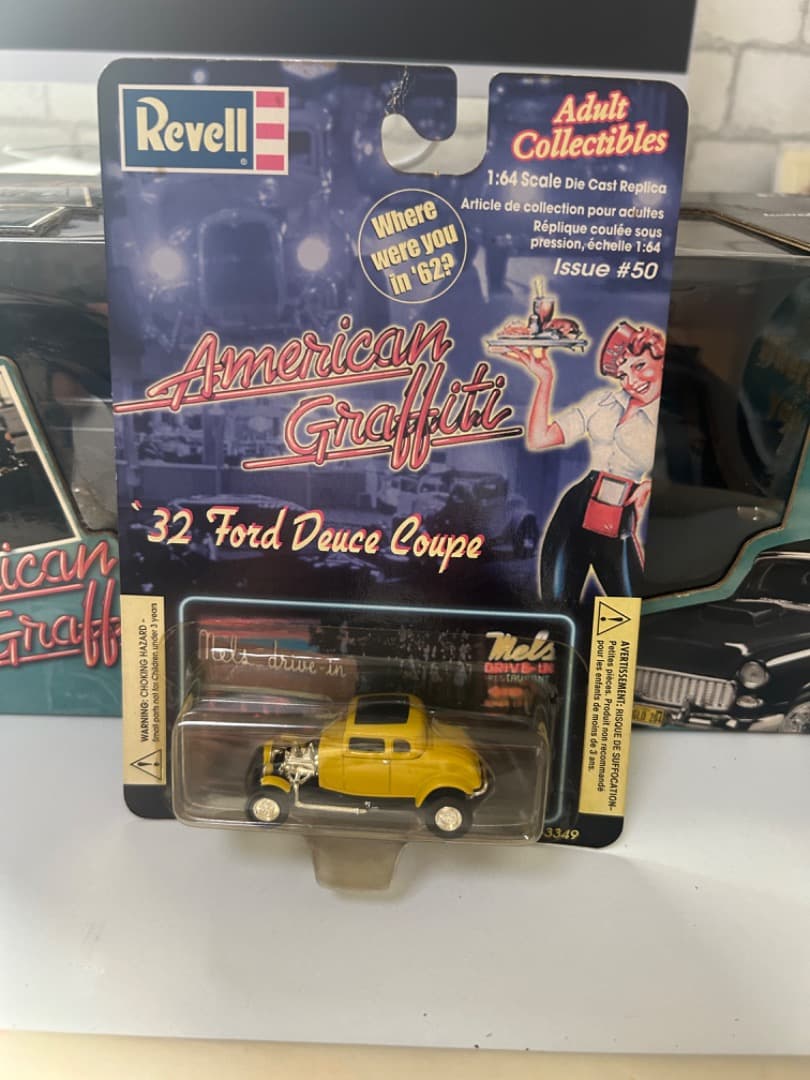 Revell
Adult
Collectibles
1:64 Scale Die Cast Replica
Article de collection pour adultes
Réplique coulée sous
pression, échelle 1:64
Issue #50
Where
were you
in '62?
American
Graffiti
'32 Ford Deuce Coupe
ican
Graff
WARNING: CHOKING HAZARD -
Small parts not for Children under 3 years
Mels drive-in
Mels
DRIVE-IN
RESTAURANT
AVERTISSEMENT: RISQUE DE SUFFOCATION-
Petites pièces. Produit non recommandé
pour les enfants de moins de 3 ans.
3349